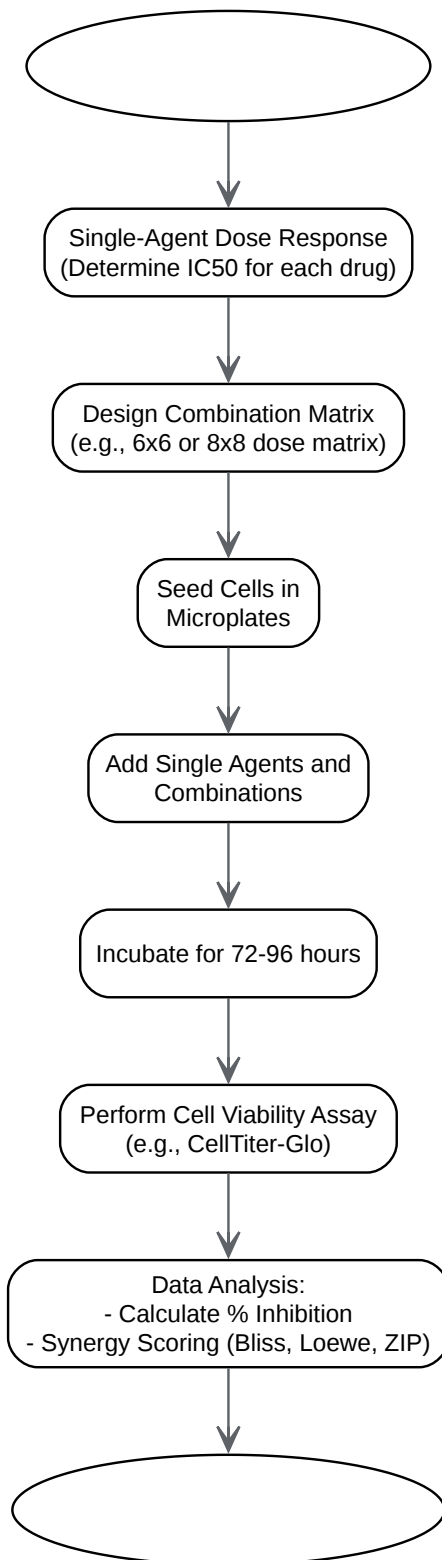 Single-Agent Dose Response
(Determine IC50 for each drug)
Design Combination Matrix
(e.g., 6x6 or 8x8 dose matrix)
Seed Cells in
Microplates
Add Single Agents and
Combinations
Incubate for 72-96 hours
Perform Cell Viability Assay
(e.g., CellTiter-Glo)
Data Analysis:
- Calculate % Inhibition
- Synergy Scoring (Bliss, Loewe, ZIP)